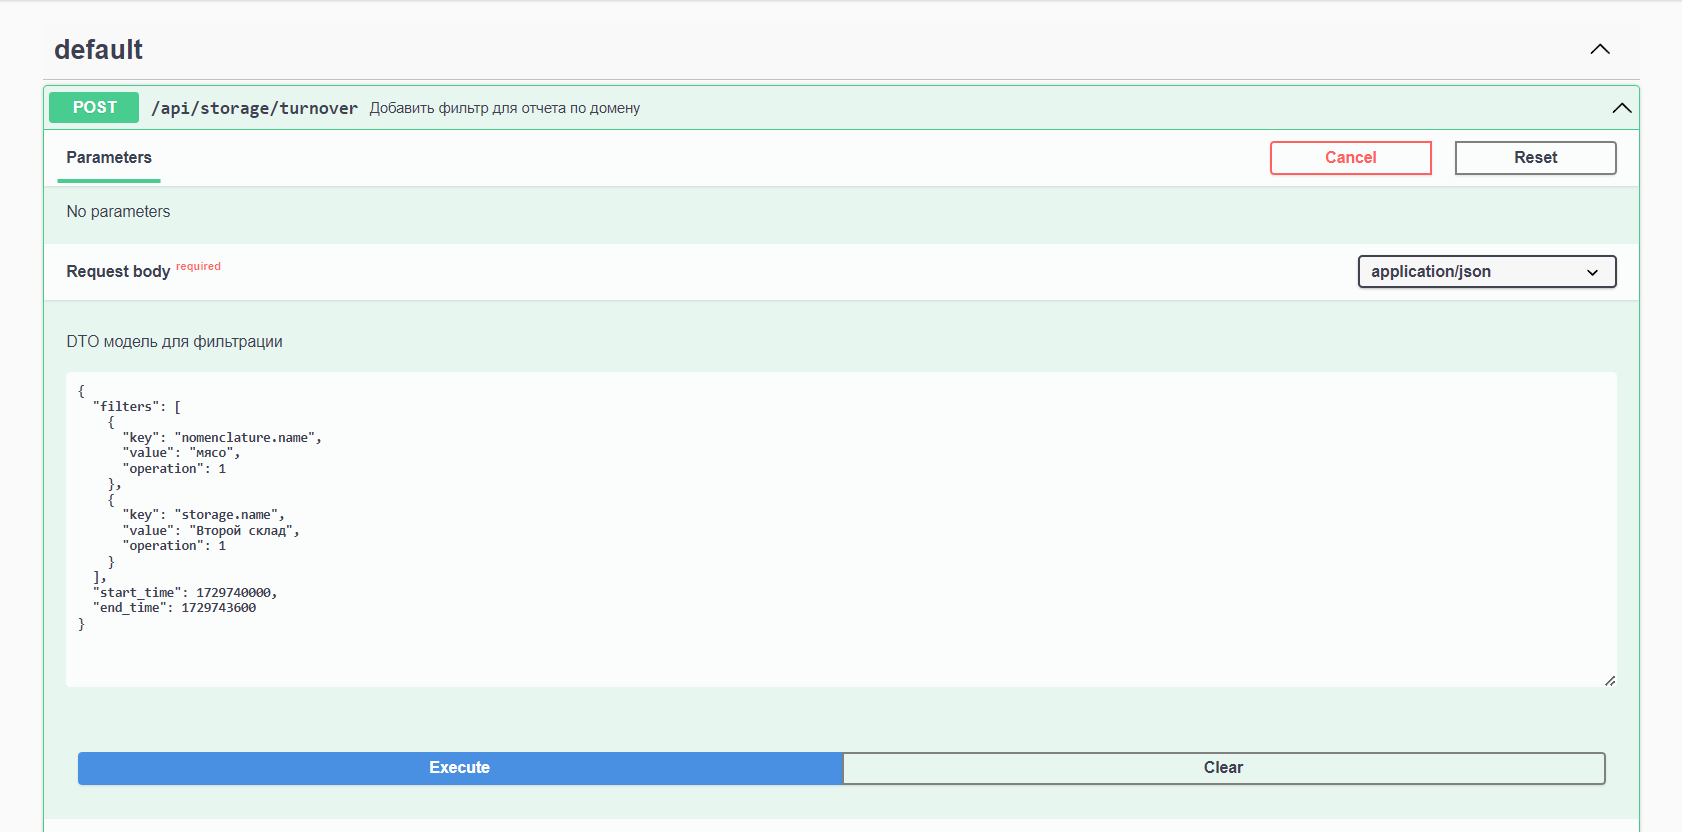 default
POST /api/storage/turnover Добавить фильтр для отчета по домену
Parameters Cancel Reset
No parameters
Request body required application/json
DTO модель для фильтрации
{
  "filters": [
    {
      "key": "nomenclature.name",
      "value": "мясо",
      "operation": 1
    },
    {
      "key": "storage.name",
      "value": "Второй склад",
      "operation": 1
    }
  ],
  "start_time": 1729740000,
  "end_time": 1729743600
}
Execute Clear